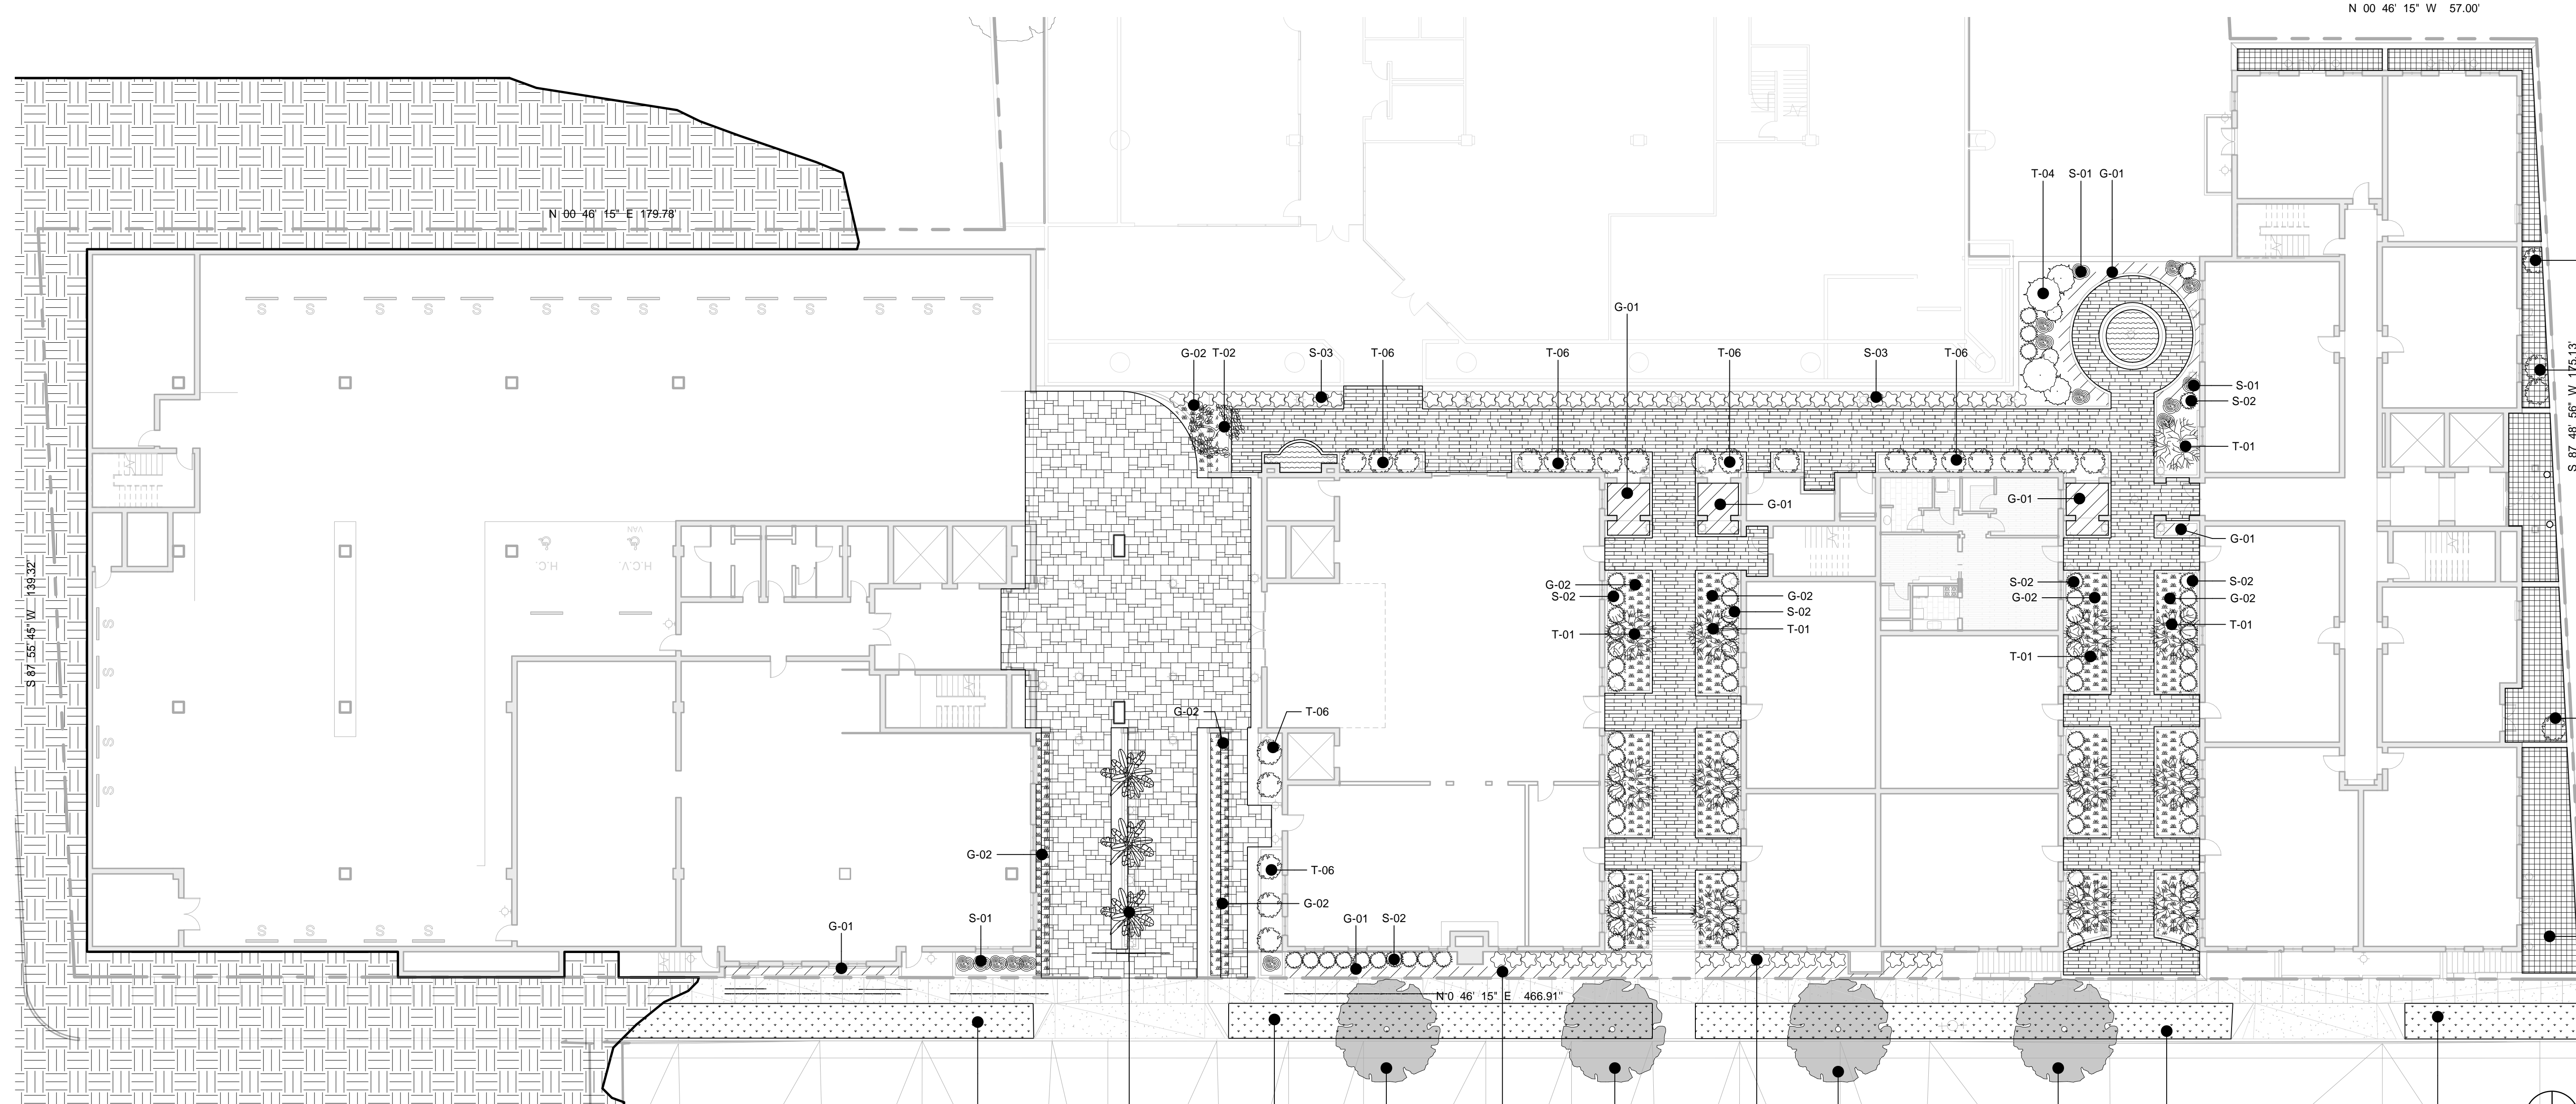 N 00 46' 15" W 57.00'
T-04 S-01 G-01
N 00 46' 15" E 179.78'
S S S S S S S S S S S S S
G-01
G-02 T-02 S-03 T-06 T-06 T-06 S-03 T-06
S-01
S-02
T-01
S 87 48' 56" W 175.13'
G-01
G-01
G-01
VAN
H.C. H.C.V.
S 87 55' 45" W 139.32'
G-02
S-02
T-01
G-02
S-02
T-01
S-02
G-02
T-01
S-02
G-02
T-01
S
S
S
S
G-02
T-06
G-02
T-06
G-02
G-01
S-01
G-01 S-02
S S S S
N 0 46' 15" E 466.91"